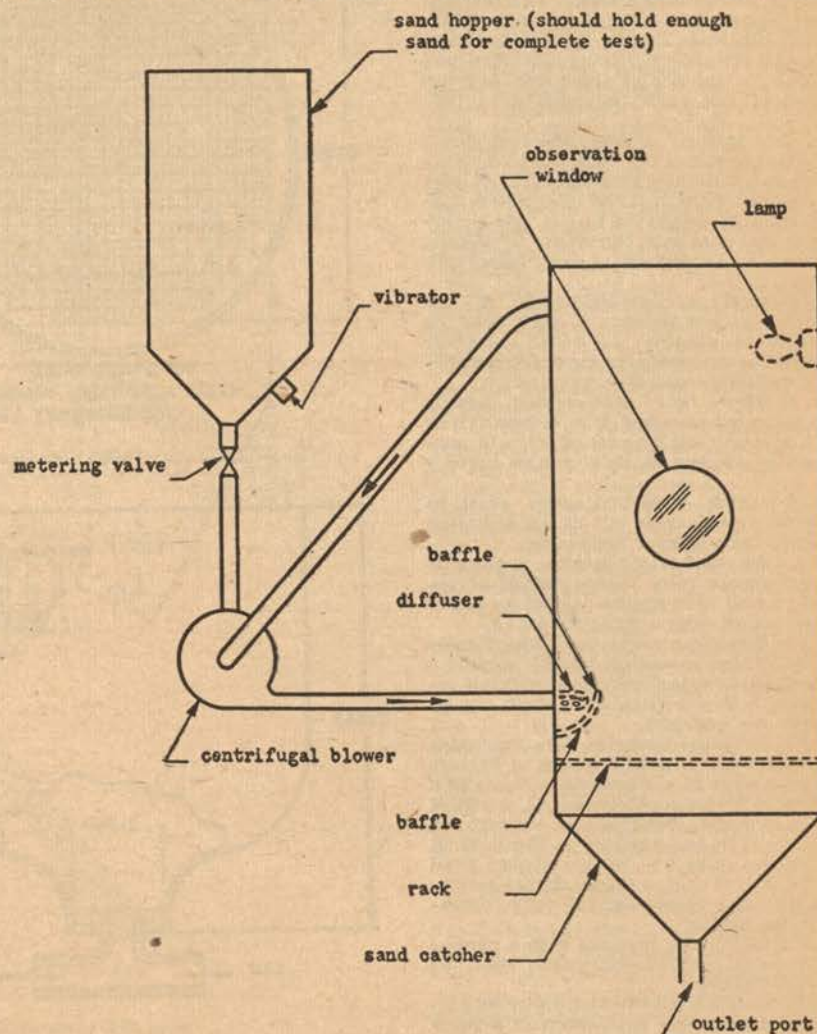 sand hopper (should hold enough
sand for complete test)
observation
window
lamp
vibrator
metering valve
baffle
diffuser
centrifugal blower
baffle
rack
sand catcher
outlet port